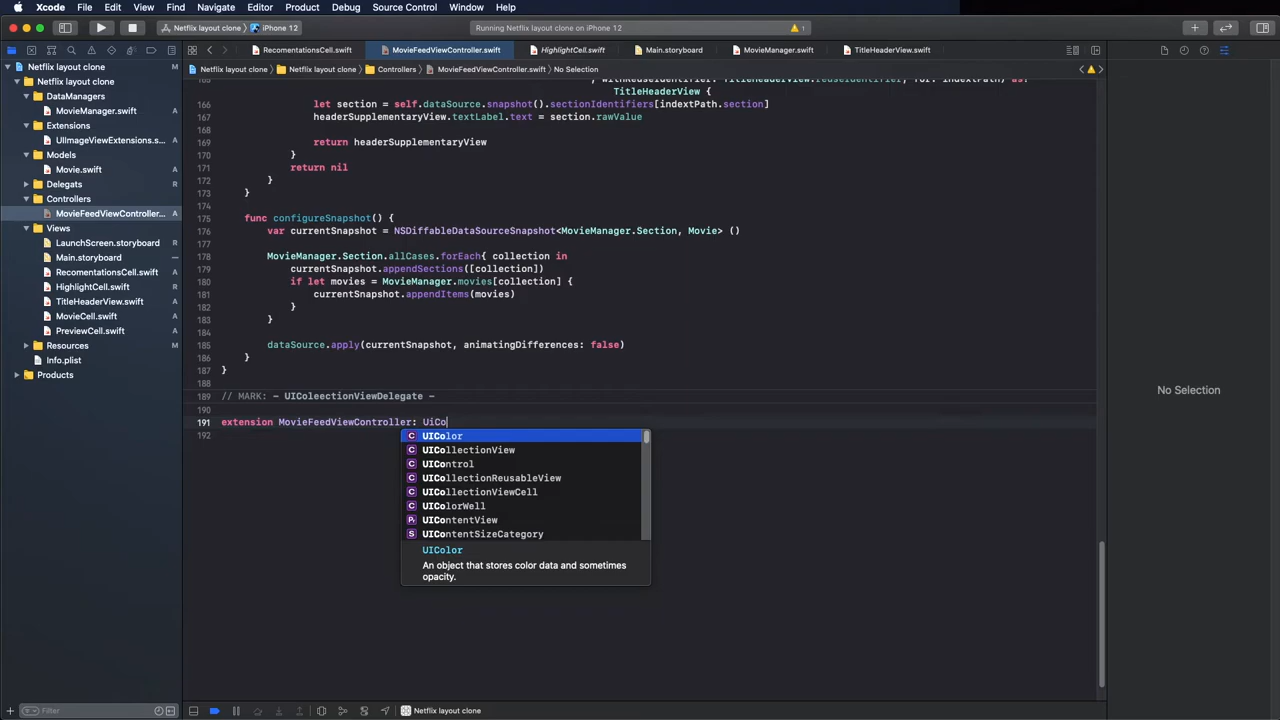 Xcode File Edit View Find Navigate Editor Product Debug Source Control Window Help
Netflix layout clone iPhone 12 Running Netflix layout clone on iPhone 12 1
RecomentationsCell.swift MovieFeedViewController.swift HighlightCell.swift Main.storyboard MovieManager.swift TitleHeaderView.swift
Netflix layout clone M
Netflix layout clone
DataManagers
MovieManager.swift A
Extensions
UIImageViewExtensions.s... A
Models
Movie.swift A
Delegats R
Controllers
MovieFeedViewController... A
Views
LaunchScreen.storyboard R
Main.storyboard —
RecomentationsCell.swift A
HighlightCell.swift R
TitleHeaderView.swift A
MovieCell.swift A
PreviewCell.swift A
Resources M
Info.plist
Products
Filter
Netflix layout clone Netflix layout clone Controllers MovieFeedViewController.swift No Selection
TitleHeaderView {
166 let section = self.dataSource.snapshot().sectionIdentifiers[indextPath.section]
167 headerSupplementaryView.textLabel.text = section.rawValue
168
169 return headerSupplementaryView
170 }
171 return nil
172 }
173 }
174
175 func configureSnapshot() {
176 var currentSnapshot = NSDiffableDataSourceSnapshot<MovieManager.Section, Movie> ()
177
178 MovieManager.Section.allCases.forEach{ collection in
179 currentSnapshot.appendSections([collection])
180 if let movies = MovieManager.movies[collection] {
181 currentSnapshot.appendItems(movies)
182 }
183 }
184
185 dataSource.apply(currentSnapshot, animatingDifferences: false)
186 }
187 }
188
189 // MARK: - UIColeectionViewDelegate -
190
191 extension MovieFeedViewController: UiCo
192
C UIColor
C UICollectionView
C UIControl
C UICollectionReusableView
C UICollectionViewCell
C UIColorWell
Pr UIContentView
S UIContentSizeCategory
UIColor
An object that stores color data and sometimes
opacity.
No Selection
Netflix layout clone